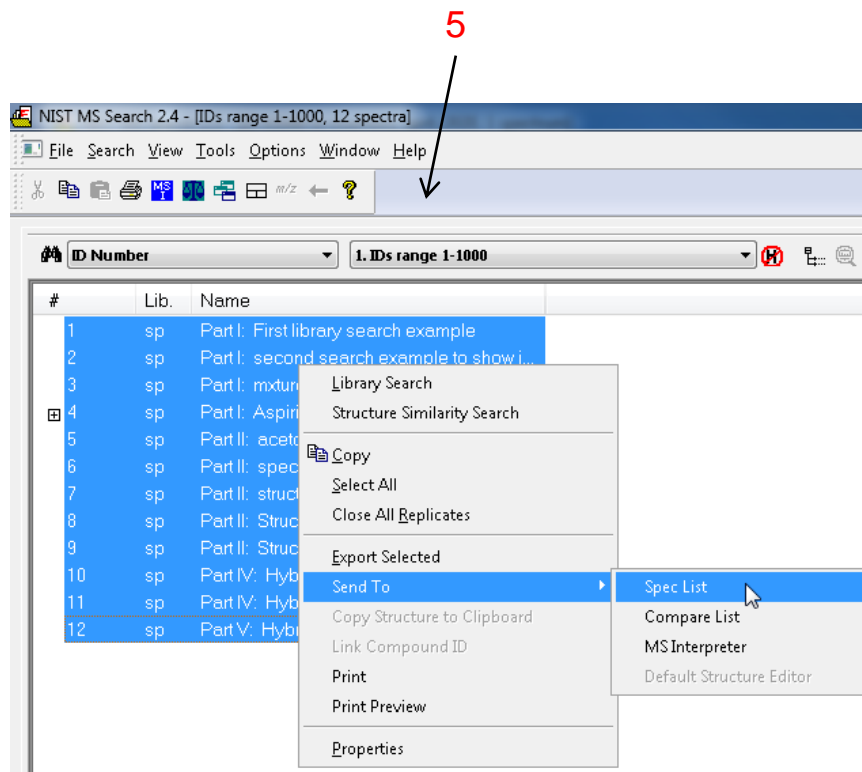 5
NIST MS Search 2.4 - [IDs range 1-1000, 12 spectra]
File Search View Tools Options Window Help
MS I m/z ?
ID Number 1. IDs range 1-1000 H
# Lib. Name
1 sp Part I: First library search example
2 sp Part I: second search example to show i...
3 sp Part I: mxtur
4 sp Part I: Aspiri
5 sp Part II: aceto
6 sp Part II: spec
7 sp Part II: struct
8 sp Part II: Struc
9 sp Part II: Struc
10 sp Part IV: Hyb
11 sp Part IV: Hyb
12 sp Part V: Hybr
Library Search
Structure Similarity Search
Copy
Select All
Close All Replicates
Export Selected
Send To
Copy Structure to Clipboard
Link Compound ID
Print
Print Preview
Properties
Spec List
Compare List
MS Interpreter
Default Structure Editor